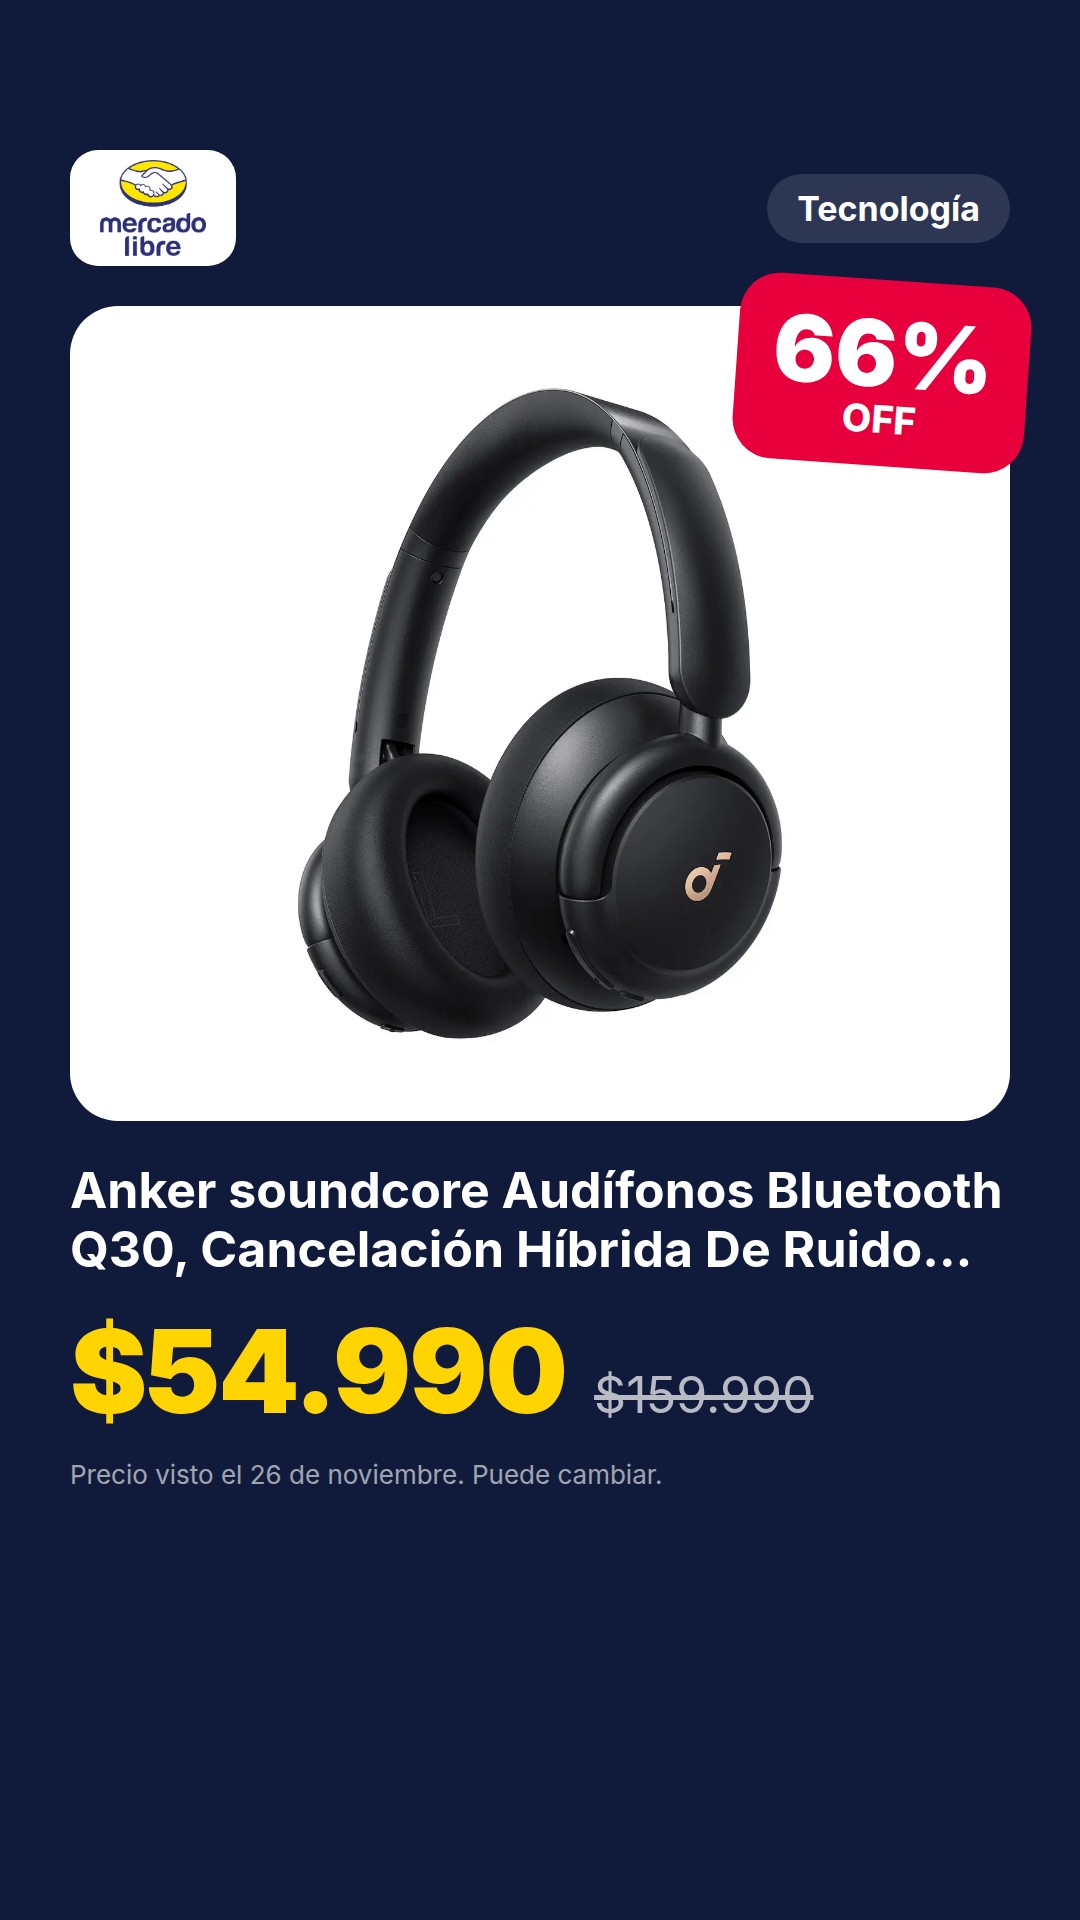 mercado
libre
Tecnología
66%
OFF
Anker soundcore Audífonos Bluetooth
Q30, Cancelación Híbrida De Ruido...
$54.990 $159.990
Precio visto el 26 de noviembre. Puede cambiar.